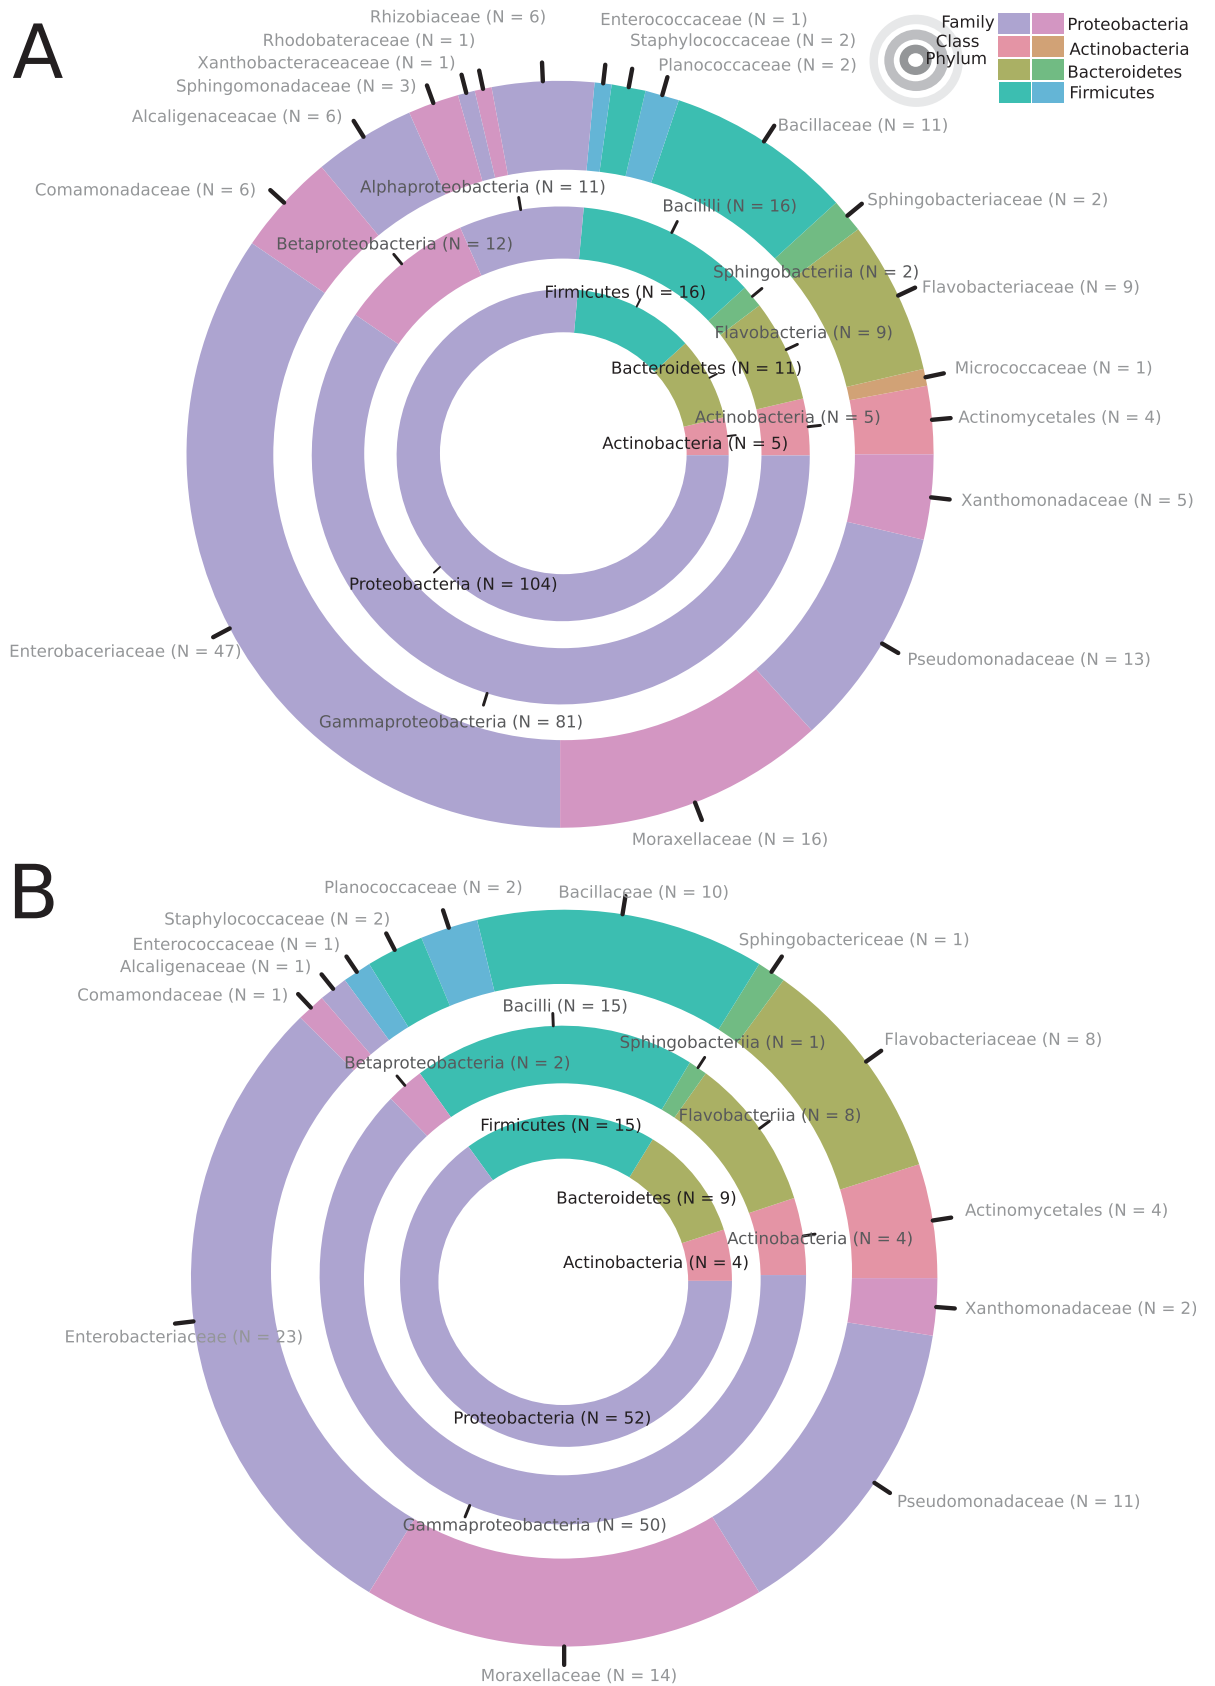 A
Rhizobiaceae (N = 6)
Enterococcaceae (N = 1)
Family
Proteobacteria
Rhodobateraceae (N = 1)
Staphylococcaceae (N = 2)
Class
Actinobacteria
Xanthobacteraceaceae (N = 1)
Planococcaceae (N = 2)
Phylum
Bacteroidetes
Sphingomonadaceae (N = 3)
Firmicutes
Alcaligenaceacae (N = 6)
Bacillaceae (N = 11)
Comamonadaceae (N = 6)
Alphaproteobacteria (N = 11)
Bacililli (N = 16)
Sphingobacteriaceae (N = 2)
Betaproteobacteria (N = 12)
Sphingobacteriia (N = 2)
Firmicutes (N = 16)
Flavobacteriaceae (N = 9)
Flavobacteria (N = 9)
Bacteroidetes (N = 11)
Micrococcaceae (N = 1)
Actinobacteria (N = 5)
Actinomycetales (N = 4)
Actinobacteria (N = 5)
Xanthomonadaceae (N = 5)
Proteobacteria (N = 104)
Enterobaceriaceae (N = 47)
Pseudomonadaceae (N = 13)
Gammaproteobacteria (N = 81)
Moraxellaceae (N = 16)
B
Planococcaceae (N = 2)
Bacillaceae (N = 10)
Staphylococcaceae (N = 2)
Enterococcaceae (N = 1)
Sphingobactericeae (N = 1)
Alcaligenaceae (N = 1)
Comamondaceae (N = 1)
Bacilli (N = 15)
Sphingobacteriia (N = 1)
Flavobacteriaceae (N = 8)
Betaproteobacteria (N = 2)
Flavobacteriia (N = 8)
Firmicutes (N = 15)
Bacteroidetes (N = 9)
Actinomycetales (N = 4)
Actinobacteria (N = 4)
Actinobacteria (N = 4)
Xanthomonadaceae (N = 2)
Enterobacteriaceae (N = 23)
Proteobacteria (N = 52)
Pseudomonadaceae (N = 11)
Gammaproteobacteria (N = 50)
Moraxellaceae (N = 14)